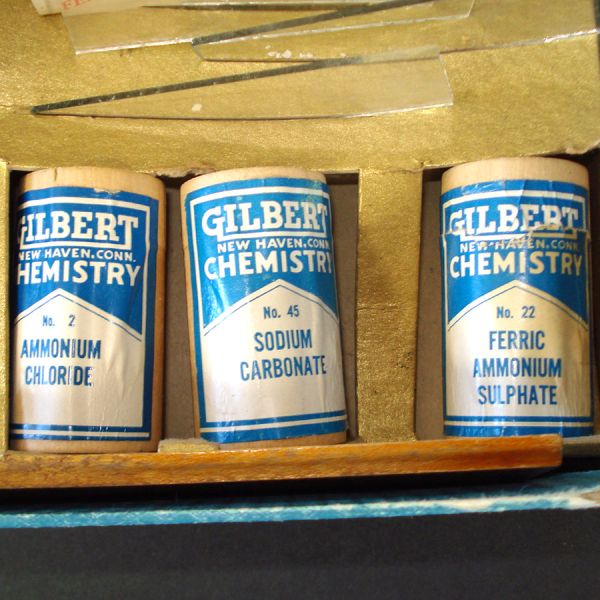 GILBERT
NEW HAVEN, CONN.
CHEMISTRY
No. 2
AMMONIUM
CHLORIDE
GILBERT
NEW HAVEN, CONN.
CHEMISTRY
No. 45
SODIUM
CARBONATE
GILBERT
NEW HAVEN, CONN.
CHEMISTRY
No. 22
FERRIC
AMMONIUM
SULPHATE